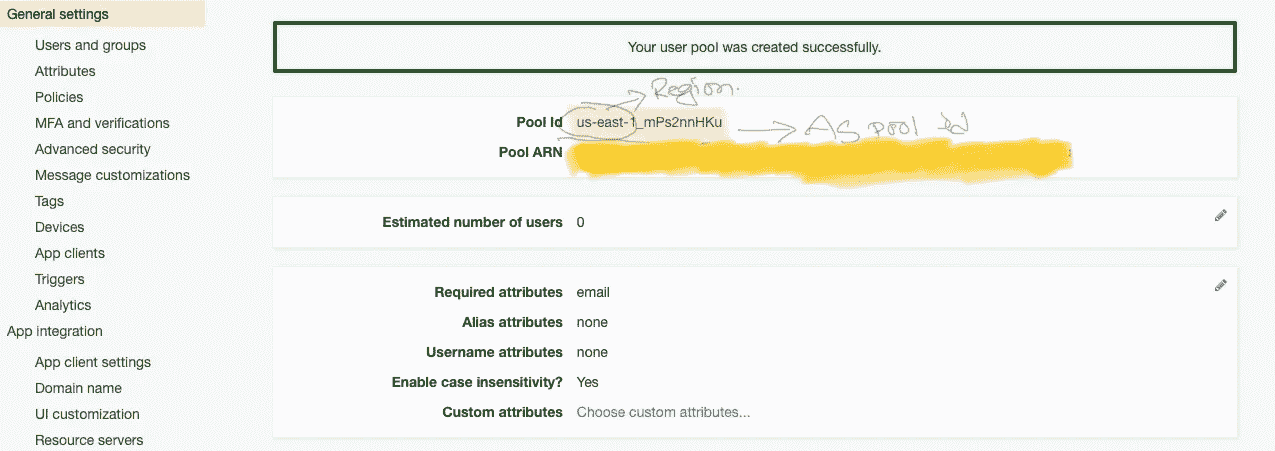 General settings
Users and groups
Attributes
Policies
MFA and verifications
Advanced security
Message customizations
Tags
Devices
App clients
Triggers
Analytics
App integration
App client settings
Domain name
UI customization
Resource servers
Your user pool was created successfully.
Region.
Pool Id us-east-1_mPs2nnHKu AS pool Id
Pool ARN
Estimated number of users 0
Required attributes email
Alias attributes none
Username attributes none
Enable case insensitivity? Yes
Custom attributes Choose custom attributes...